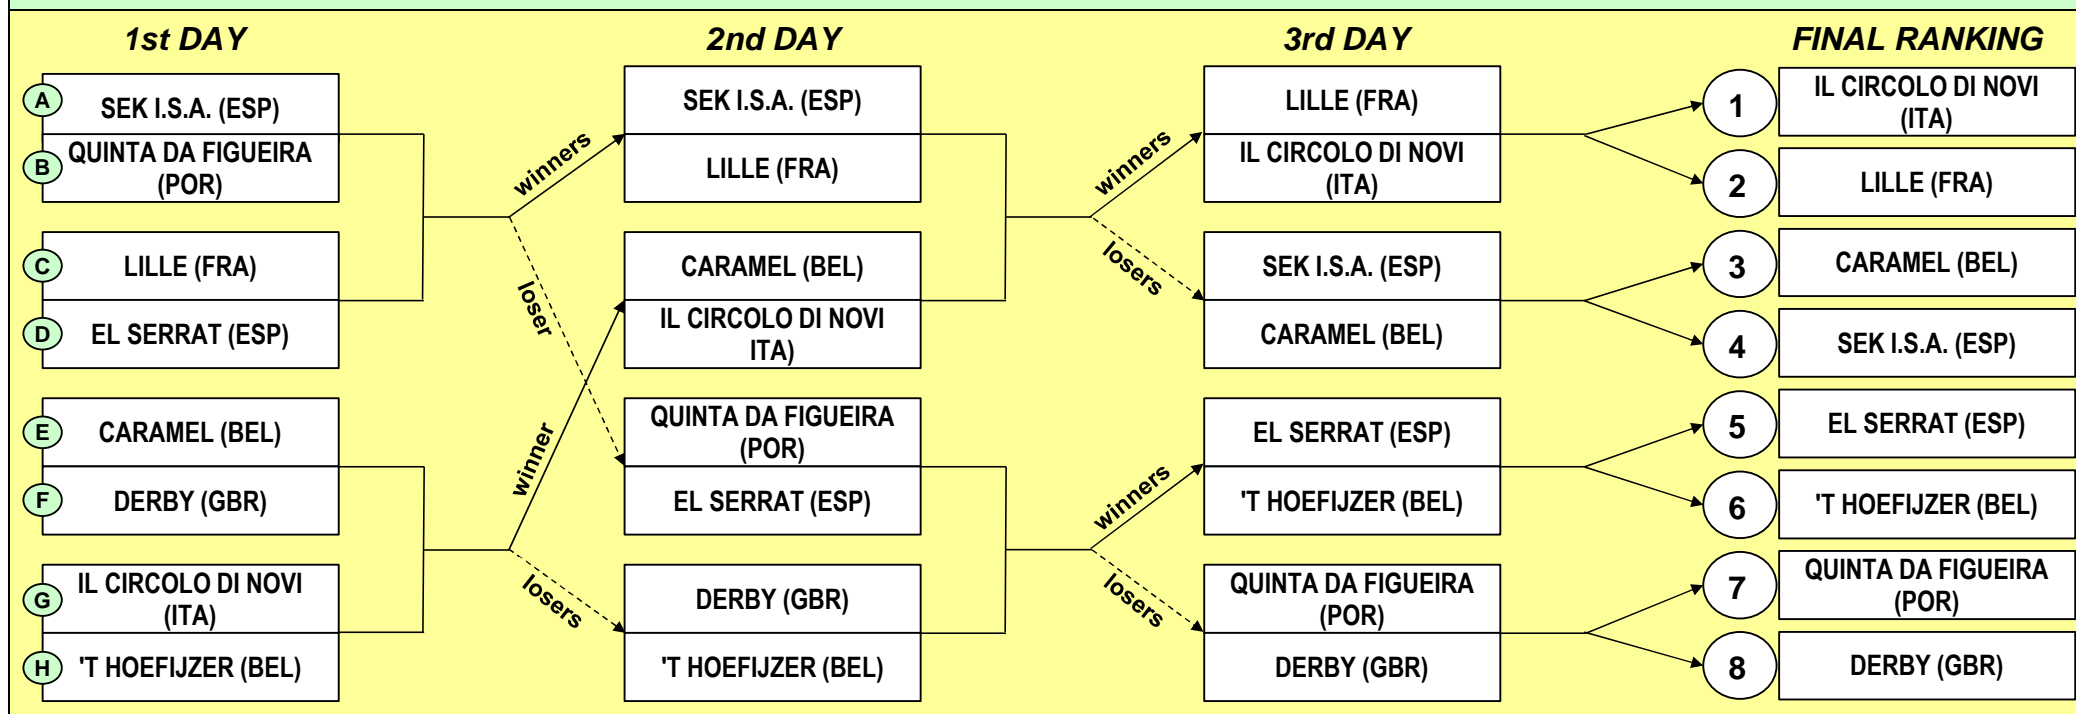 1st DAY
2nd DAY
3rd DAY
FINAL RANKING
A
SEK I.S.A. (ESP)
B
QUINTA DA FIGUEIRA
(POR)
C
LILLE (FRA)
D
EL SERRAT (ESP)
E
CARAMEL (BEL)
F
DERBY (GBR)
G
IL CIRCOLO DI NOVI
(ITA)
H
'T HOEFIJZER (BEL)
winners
loser
winner
losers
SEK I.S.A. (ESP)
LILLE (FRA)
CARAMEL (BEL)
IL CIRCOLO DI NOVI
ITA)
QUINTA DA FIGUEIRA
(POR)
EL SERRAT (ESP)
DERBY (GBR)
'T HOEFIJZER (BEL)
winners
losers
winners
losers
LILLE (FRA)
IL CIRCOLO DI NOVI
(ITA)
SEK I.S.A. (ESP)
CARAMEL (BEL)
EL SERRAT (ESP)
'T HOEFIJZER (BEL)
QUINTA DA FIGUEIRA
(POR)
DERBY (GBR)
1
IL CIRCOLO DI NOVI
(ITA)
2
LILLE (FRA)
3
CARAMEL (BEL)
4
SEK I.S.A. (ESP)
5
EL SERRAT (ESP)
6
'T HOEFIJZER (BEL)
7
QUINTA DA FIGUEIRA
(POR)
8
DERBY (GBR)